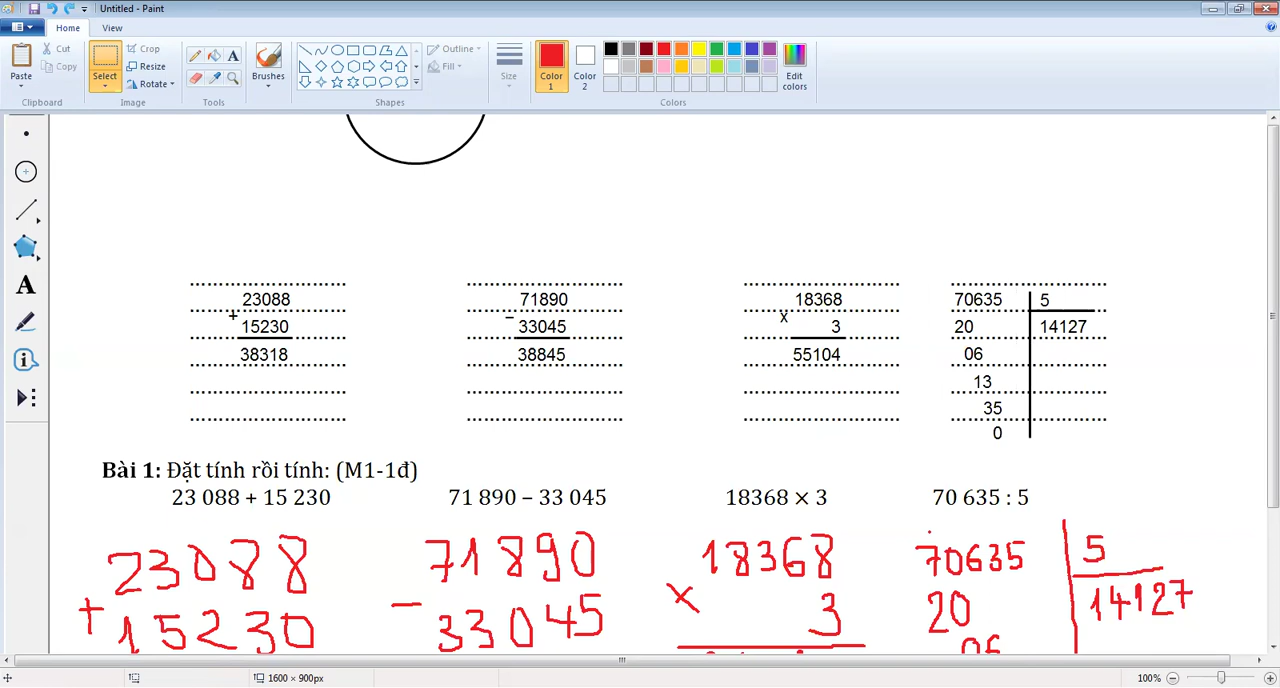 Untitled - Paint
Home View
Paste
Cut
Copy
Clipboard
Select
Crop
Resize
Rotate
Image
Tools
A
Brushes
Shapes
Outline
Fill
Size
Color 1
Color 2
Edit colors
Colors
A
23088
+
15230
38318
71890
−
33045
38845
18368
x
3
55104
70635 5
20 14127
06
13
35
0
Bài 1: Đặt tính rồi tính: (M1-1đ)
23 088 + 15 230 71 890 – 33 045 18368 × 3 70 635 : 5
23088
+
15230
71890
−
33045
18368
×
3
70635 5
20 14127
06
1600 × 900px 100%